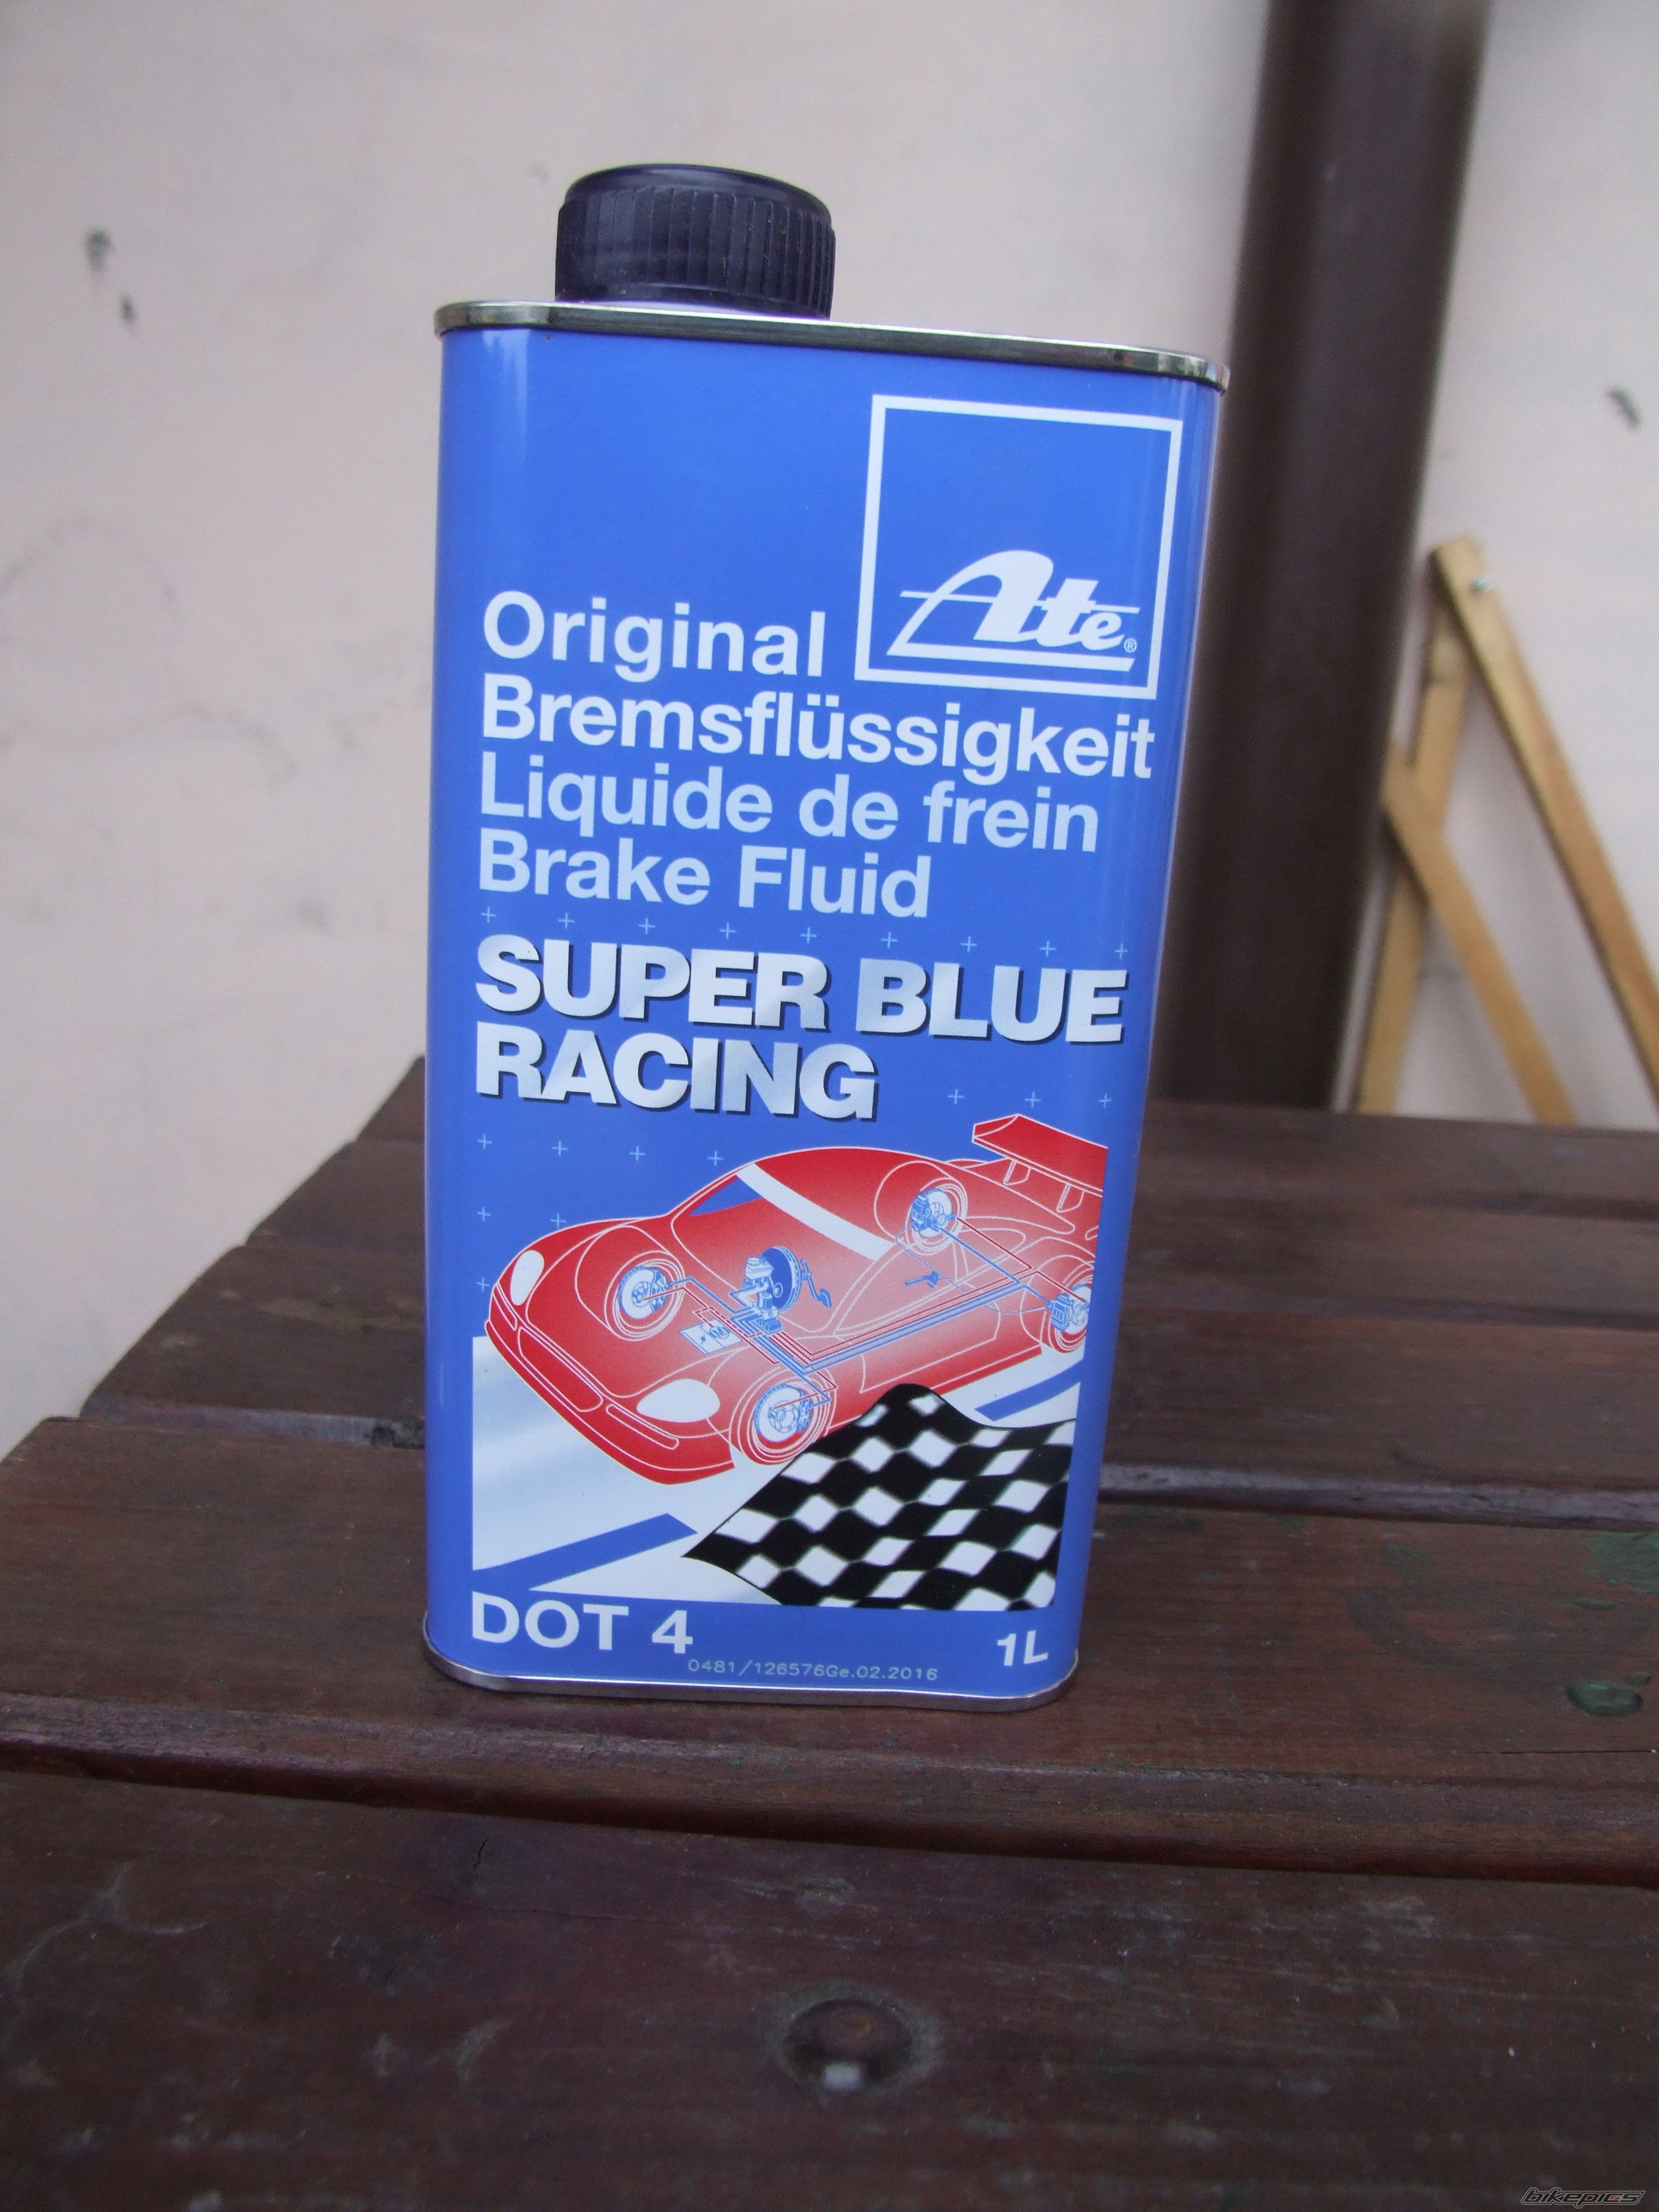 Ate®
Original
Bremsflüssigkeit
Liquide de frein
Brake Fluid
SUPER BLUE
RACING
DOT 4
1L
0481/126576Ge.02.2016
bikepics